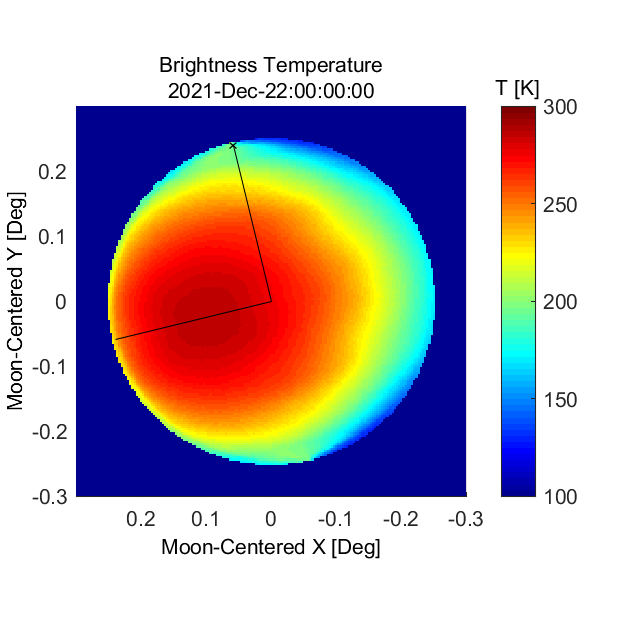 Brightness Temperature
2021-Dec-22:00:00:00:00
T [K]
300
250
200
150
100
Moon-Centered Y [Deg]
0.2
0.1
0
-0.1
-0.2
-0.3
0.2 0.1 0 -0.1 -0.2 -0.3
Moon-Centered X [Deg]